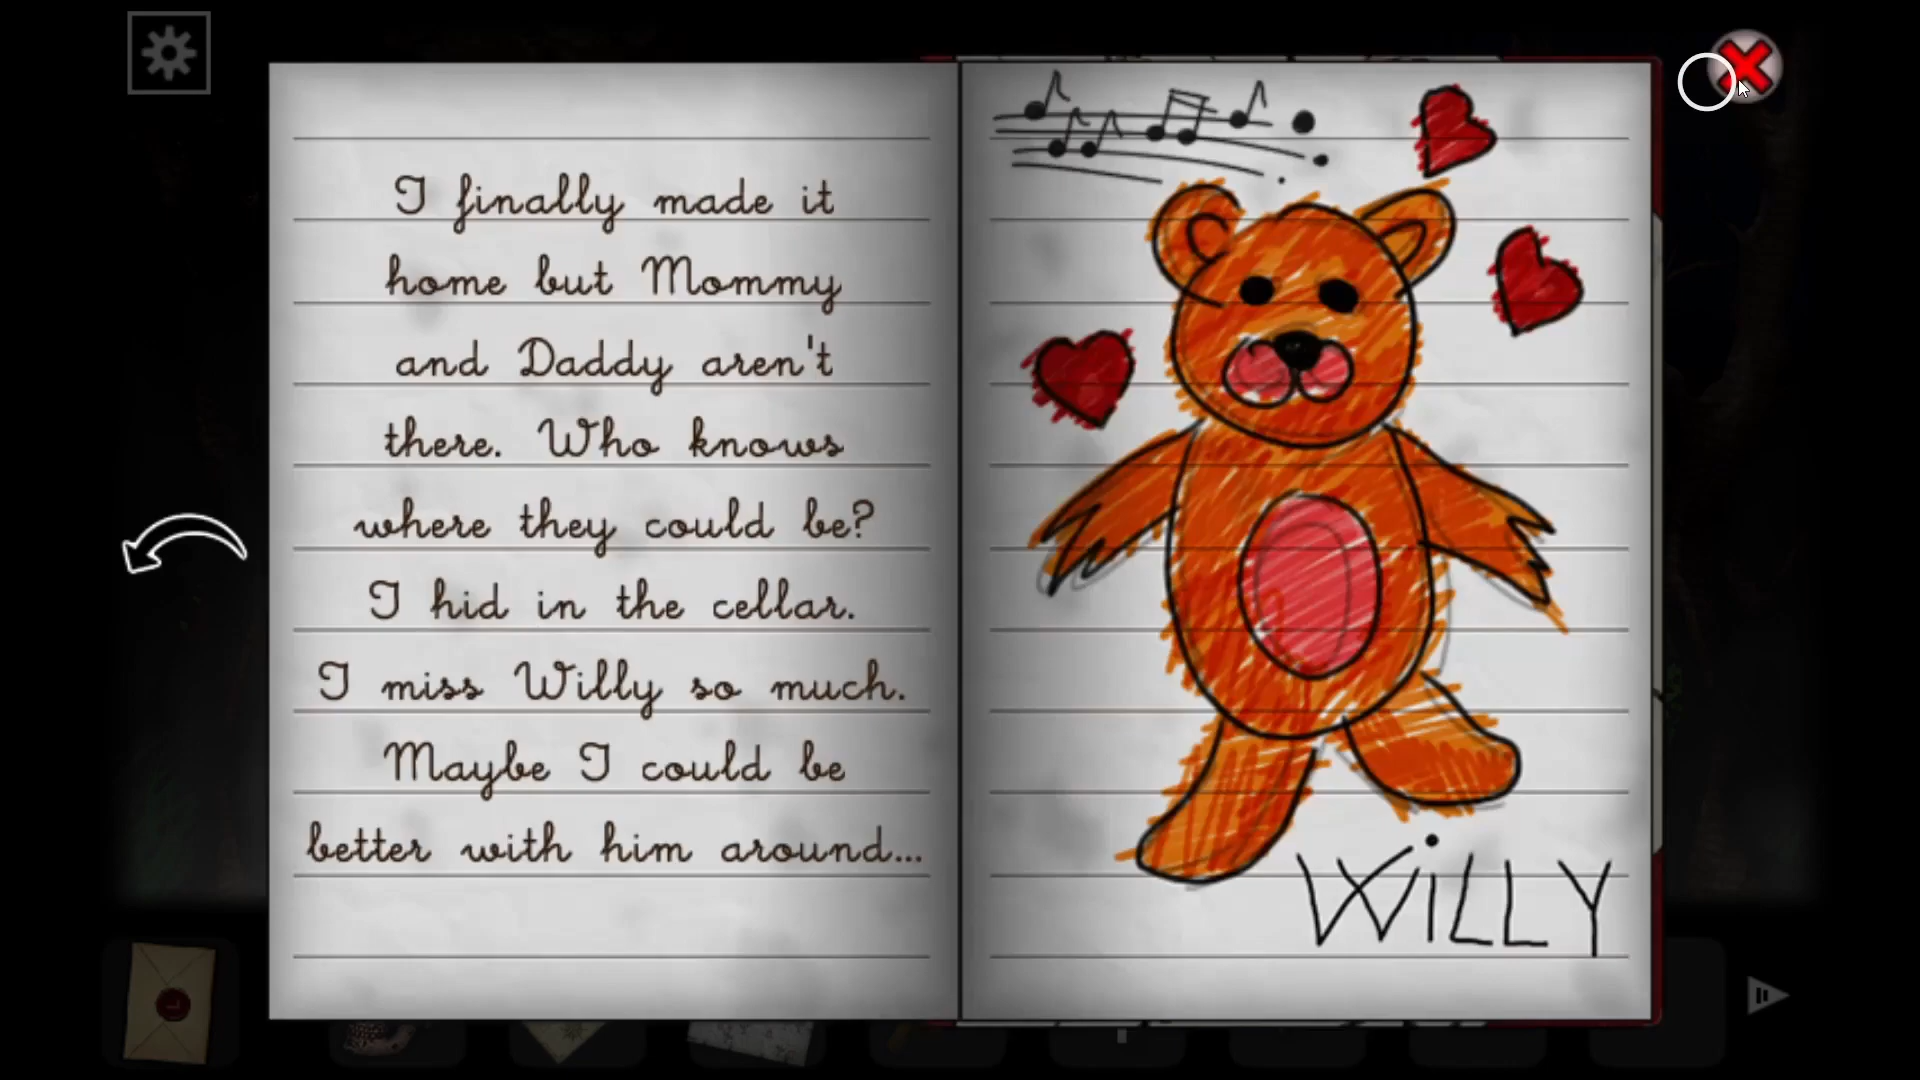 I finally made it
home but Mommy
and Daddy aren't
there. Who knows
where they could be?
I hid in the cellar.
I miss Willy so much.
Maybe I could be
better with him around...
WiLLY